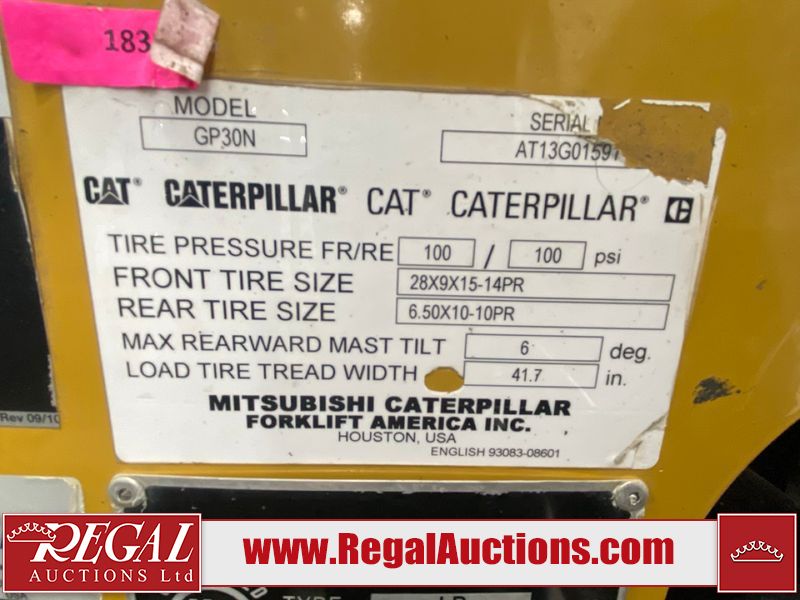 183
MODEL
GP30N
SERIAL
AT13G01591
CAT® CATERPILLAR® CAT® CATERPILLAR®
TIRE PRESSURE FR/RE 100 / 100 psi
FRONT TIRE SIZE 28X9X15-14PR
REAR TIRE SIZE 6.50X10-10PR
MAX REARWARD MAST TILT 6 deg.
LOAD TIRE TREAD WIDTH 41.7 in.
MITSUBISHI CATERPILLAR
FORKLIFT AMERICA INC.
HOUSTON, USA
ENGLISH 93083-08601
Rev 09/10
REGAL
AUCTIONS Ltd
www.RegalAuctions.com
TYPE